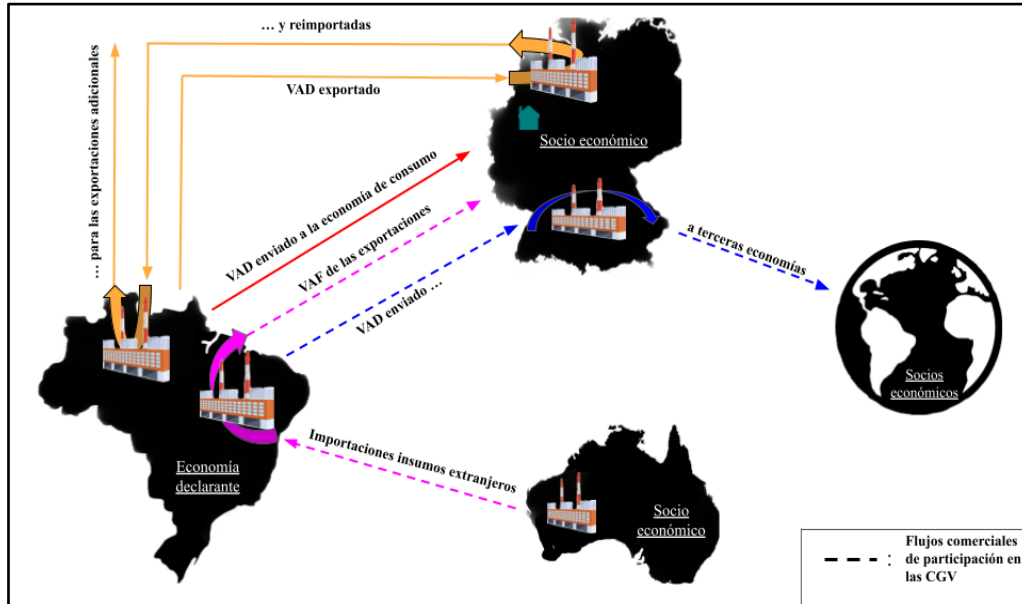 ... y reimportadas
VAD exportado
... para las exportaciones adicionales
Socio económico
VAD enviado a la economía de consumo
VAF de las exportaciones
VAD enviado ...
a terceras economías
Socios
económicos
Importaciones insumos extranjeros
Economía
declarante
Socio
económico
Flujos comerciales
: de participación en
las CGV